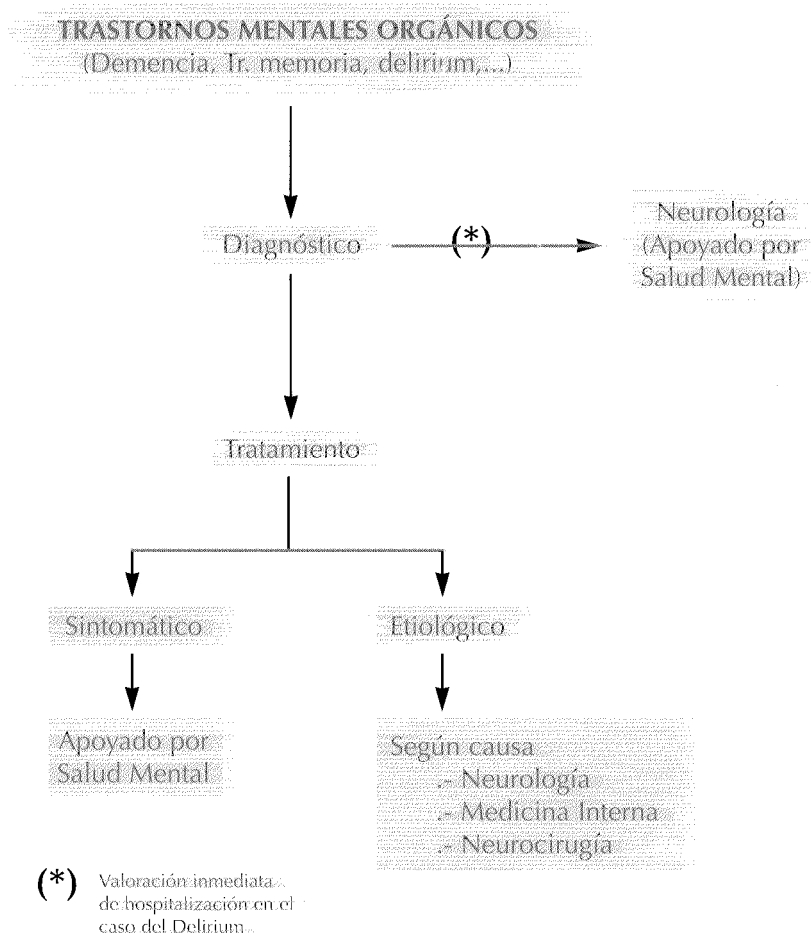 TRASTORNOS MENTALES ORGÁNICOS
(Demencia, Tr. memoria, delirium,...)
Diagnóstico
(*)
Neurología
(Apoyado por
Salud Mental)
Tratamiento
Sintomático
Etiológico
Apoyado por
Salud Mental
Según causa
.- Neurología
.- Medicina Interna
.- Neurocirugía
(*) Valoración inmediata
de hospitalización en el
caso del Delirium